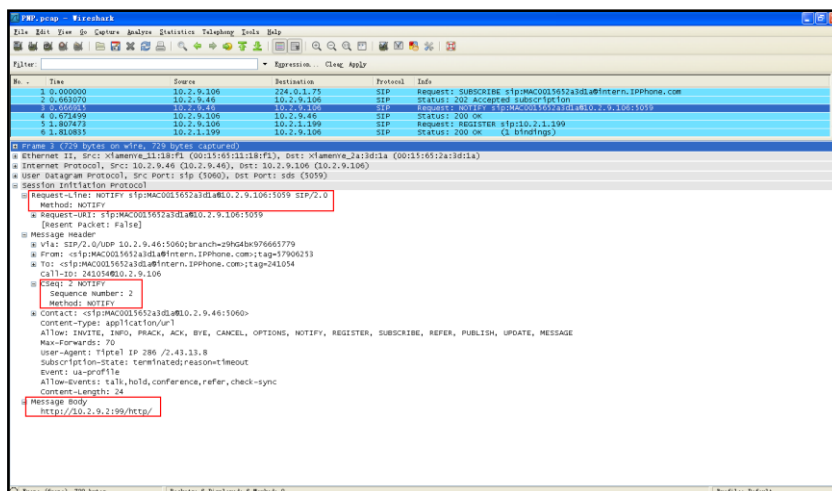 PNP.pcap - Wireshark
File Edit View Go Capture Analyze Statistics Telephony Tools Help
Filter: Expression... Clear Apply
No. . Time Source Destination Protocol Info
1 0.000000 10.2.9.106 224.0.1.75 SIP Request: SUBSCRIBE sip:MAC0015652a3d1a@intern.IPPhone.com
2 0.663070 10.2.9.46 10.2.9.106 SIP Status: 202 Accepted subscription
3 0.666915 10.2.9.46 10.2.9.106 SIP Request: NOTIFY sip:MAC0015652a3d1a@10.2.9.106:5059
4 0.671499 10.2.9.106 10.2.9.46 SIP Status: 200 OK
5 1.807473 10.2.9.106 10.2.1.199 SIP Request: REGISTER sip:10.2.1.199
6 1.810835 10.2.1.199 10.2.9.106 SIP Status: 200 OK (1 bindings)
Frame 3 (729 bytes on wire, 729 bytes captured)
Ethernet II, Src: XiamenYe_11:18:f1 (00:15:65:11:18:f1), Dst: XiamenYe_2a:3d:1a (00:15:65:2a:3d:1a)
Internet Protocol, Src: 10.2.9.46 (10.2.9.46), Dst: 10.2.9.106 (10.2.9.106)
User Datagram Protocol, Src Port: sip (5060), Dst Port: sds (5059)
Session Initiation Protocol
Request-Line: NOTIFY sip:MAC0015652a3d1a@10.2.9.106:5059 SIP/2.0
Method: NOTIFY
Request-URI: sip:MAC0015652a3d1a@10.2.9.106:5059
[Resent Packet: False]
Message Header
Via: SIP/2.0/UDP 10.2.9.46:5060;branch=z9hG4bK976665779
From: <sip:MAC0015652a3d1a@intern.IPPhone.com>;tag=57906253
To: <sip:MAC0015652a3d1a@intern.IPPhone.com>;tag=241054
Call-ID: 241054@10.2.9.106
CSeq: 2 NOTIFY
Sequence Number: 2
Method: NOTIFY
Contact: <sip:MAC0015652a3d1a@10.2.9.46:5060>
Content-Type: application/url
Allow: INVITE, INFO, PRACK, ACK, BYE, CANCEL, OPTIONS, NOTIFY, REGISTER, SUBSCRIBE, REFER, PUBLISH, UPDATE, MESSAGE
Max-Forwards: 70
User-Agent: Tiptel IP 286 /2.43.13.8
Subscription-State: terminated;reason=timeout
Event: ua-profile
Allow-Events: talk,hold,conference,refer,check-sync
Content-Length: 24
Message Body
http://10.2.9.2:99/http/